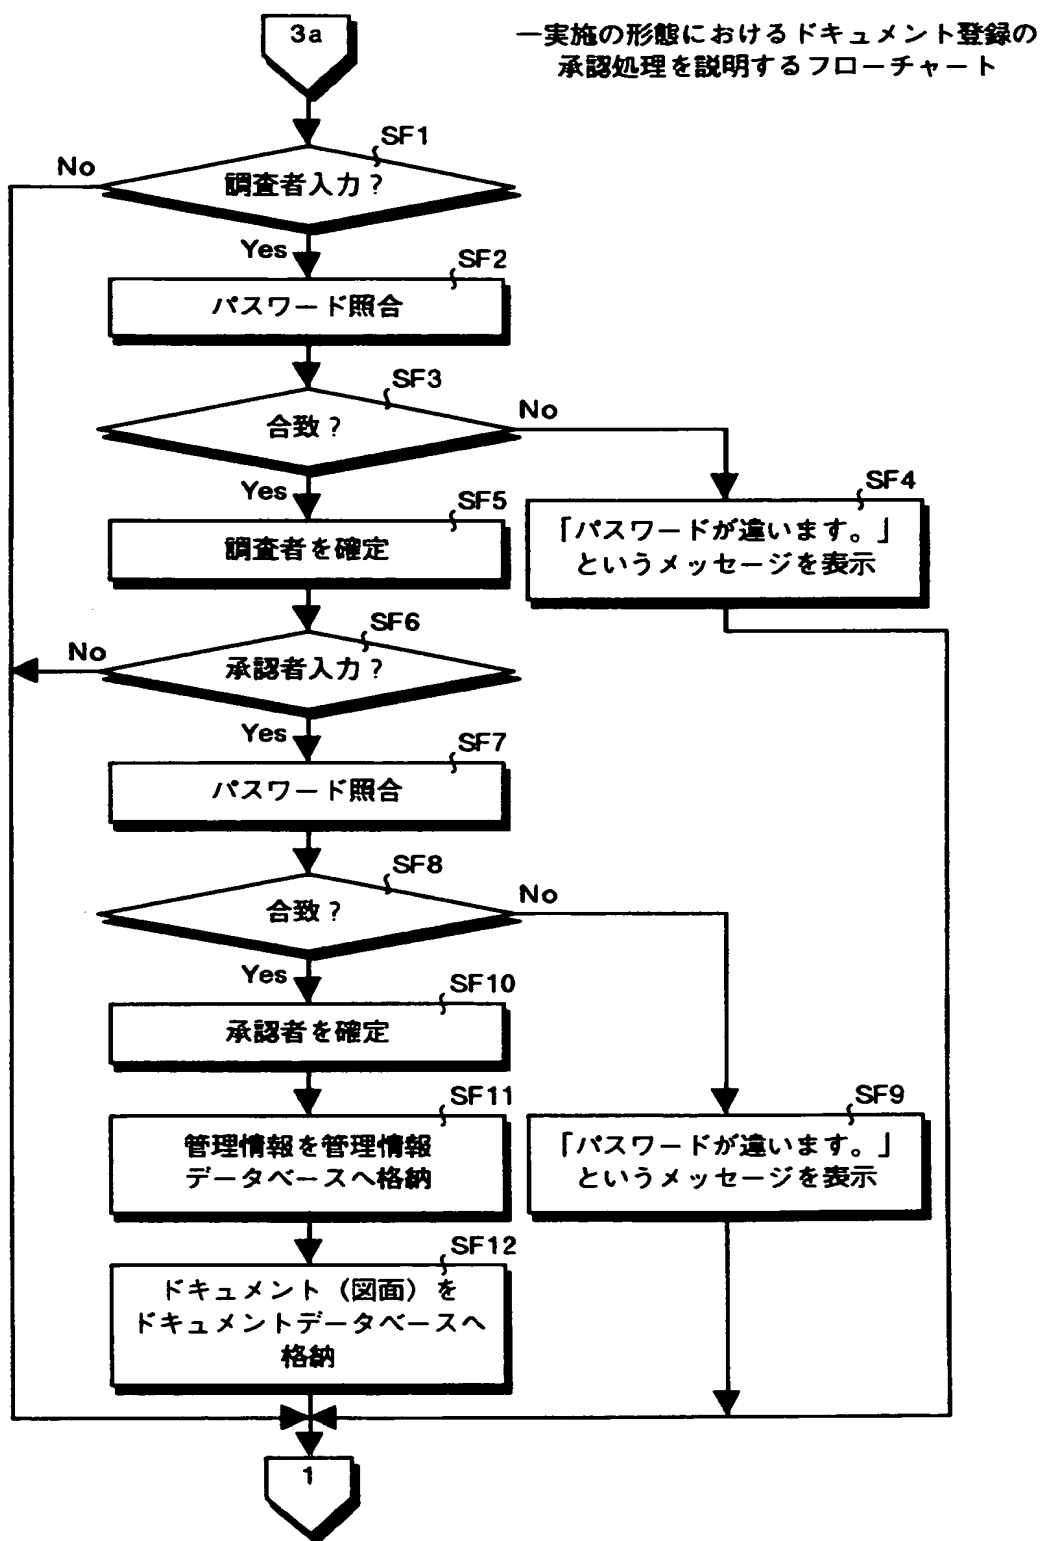 3a
一実施の形態におけるドキュメント登録の
承認処理を説明するフローチャート
SF1
No
調査者入力?
Yes
SF2
パスワード照合
SF3
No
合致?
Yes
SF4
「パスワードが違います。」
というメッセージを表示
SF5
調査者を確定
SF6
No
承認者入力?
Yes
SF7
パスワード照合
SF8
No
合致?
Yes
SF10
承認者を確定
SF11
管理情報を管理情報
データベースへ格納
SF9
「パスワードが違います。」
というメッセージを表示
SF12
ドキュメント(図面)を
ドキュメントデータベースへ
格納
1